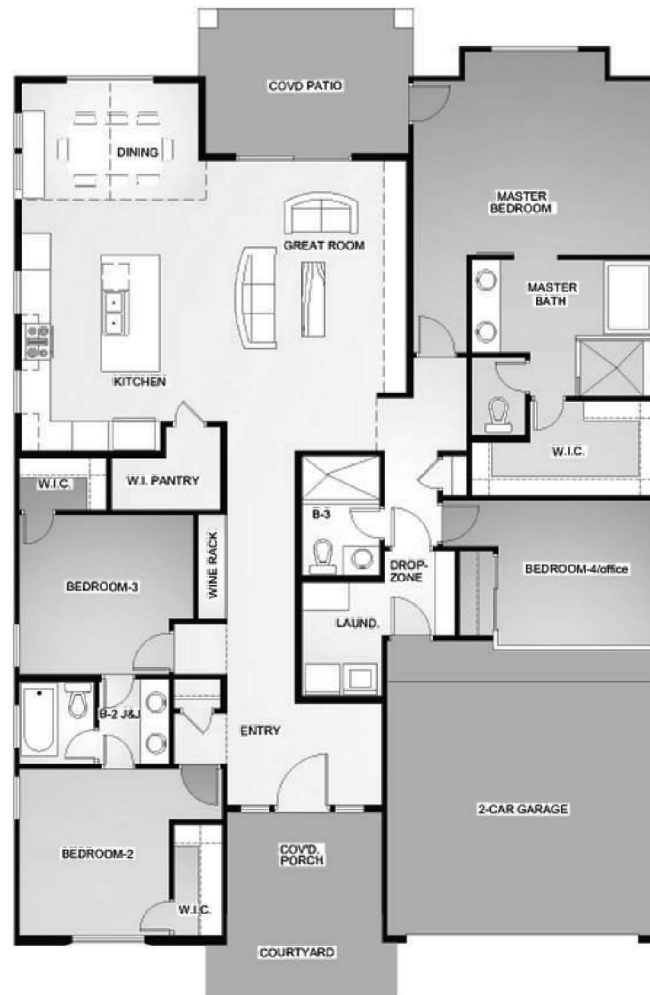 COVD PATIO
DINING
MASTER
BEDROOM
GREAT ROOM
MASTER
BATH
KITCHEN
W.I.C.
W.I.C.
W.I. PANTRY
B-3
WINE RACK
DROP-
ZONE
BEDROOM-4/office
BEDROOM-3
LAUND.
B-2 J&J
ENTRY
2-CAR GARAGE
COV'D.
PORCH
BEDROOM-2
W.I.C.
COURTYARD